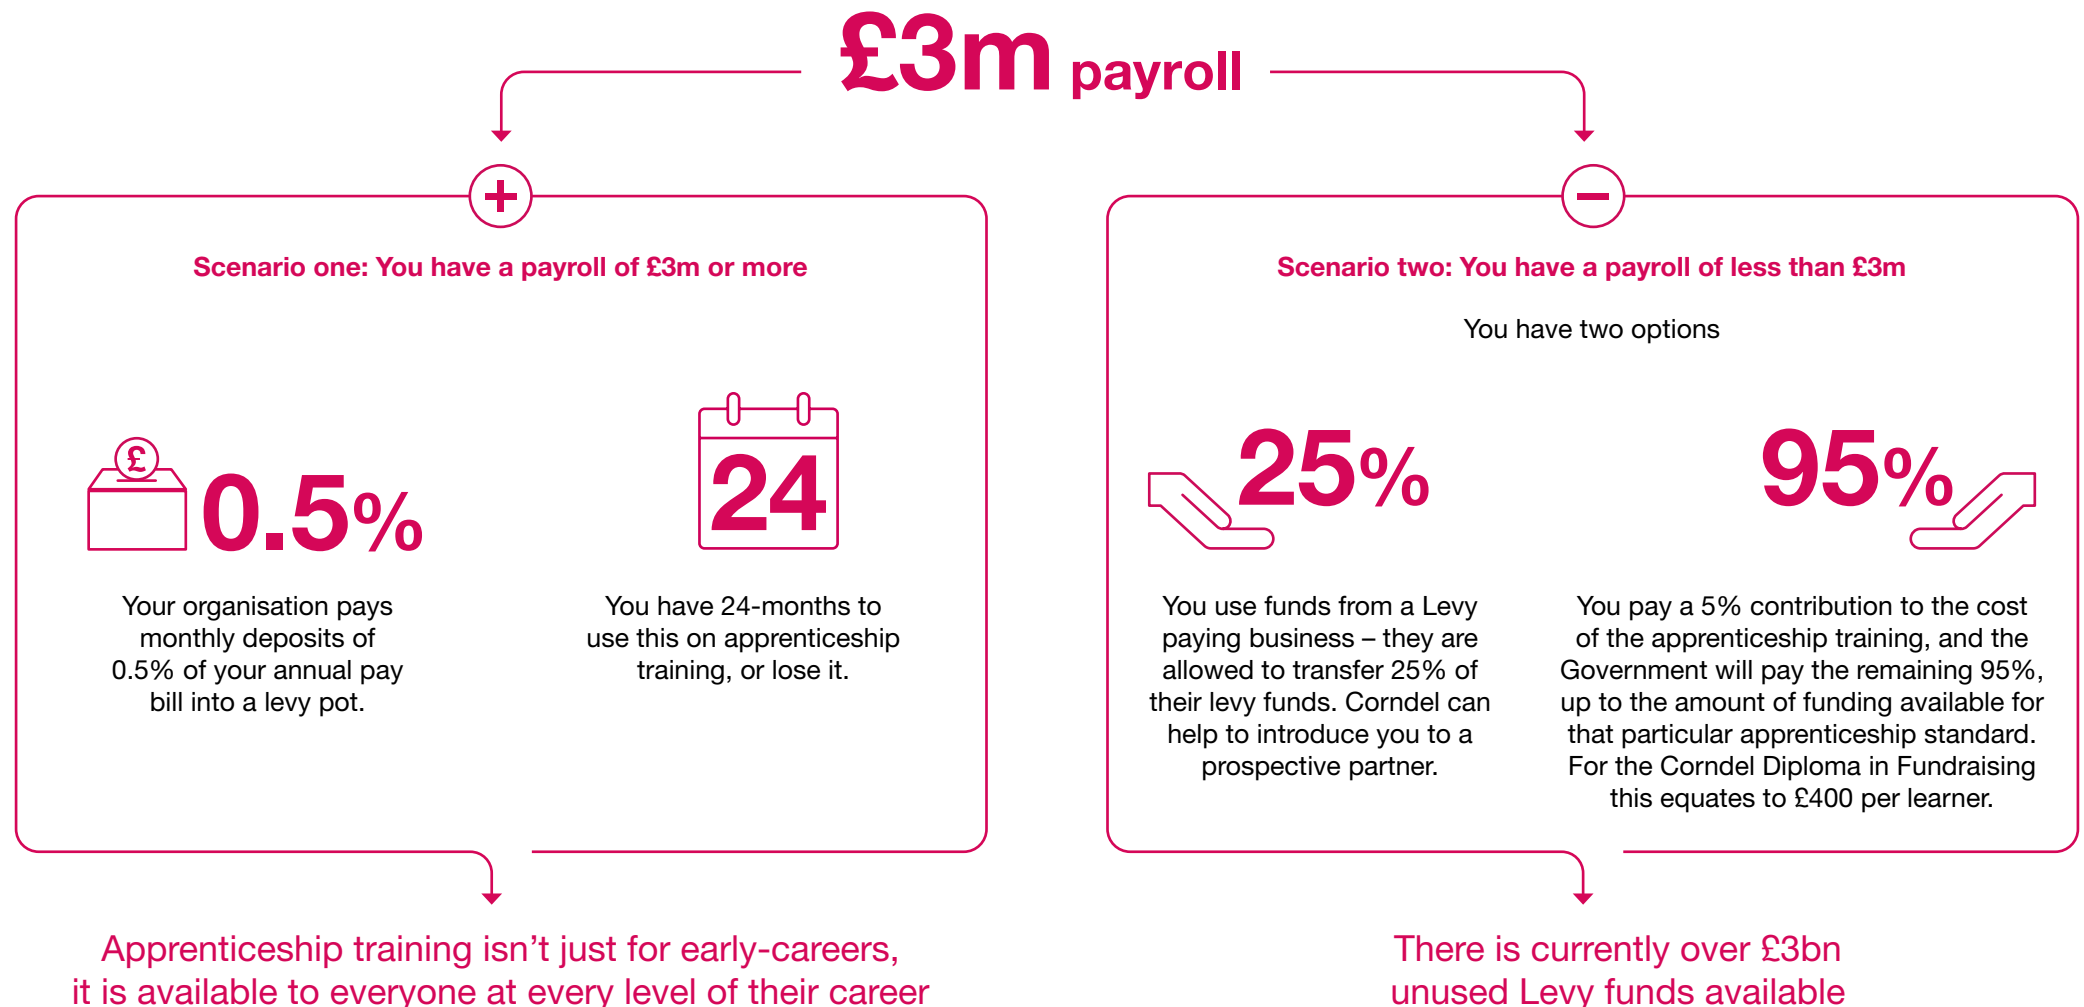 £3m payroll
Scenario one: You have a payroll of £3m or more
£
0.5%
Your organisation pays
monthly deposits of
0.5% of your annual pay
bill into a levy pot.
24
You have 24-months to
use this on apprenticeship
training, or lose it.
Apprenticeship training isn’t just for early-careers,
it is available to everyone at every level of their career
Scenario two: You have a payroll of less than £3m
You have two options
25%
You use funds from a Levy
paying business – they are
allowed to transfer 25% of
their levy funds. Corndel can
help to introduce you to a
prospective partner.
95%
You pay a 5% contribution to the cost
of the apprenticeship training, and the
Government will pay the remaining 95%,
up to the amount of funding available for
that particular apprenticeship standard.
For the Corndel Diploma in Fundraising
this equates to £400 per learner.
There is currently over £3bn
unused Levy funds available